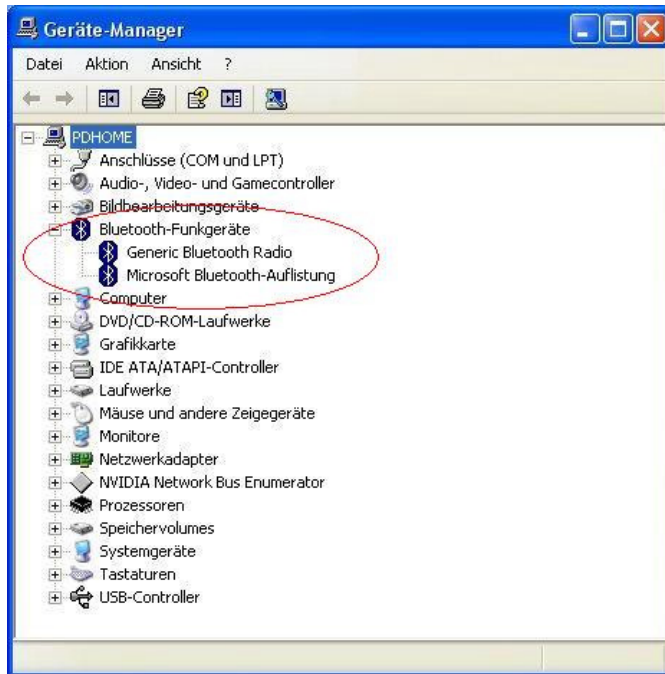 Geräte-Manager
Datei Aktion Ansicht ?
PDHOME
Anschlüsse (COM und LPT)
Audio-, Video- und Gamecontroller
Bildbearbeitungsgeräte
Bluetooth-Funkgeräte
Generic Bluetooth Radio
Microsoft Bluetooth-Auflistung
Computer
DVD/CD-ROM-Laufwerke
Grafikkarte
IDE ATA/ATAPI-Controller
Laufwerke
Mäuse und andere Zeigegeräte
Monitore
Netzwerkadapter
NVIDIA Network Bus Enumerator
Prozessoren
Speichervolumes
Systemgeräte
Tastaturen
USB-Controller